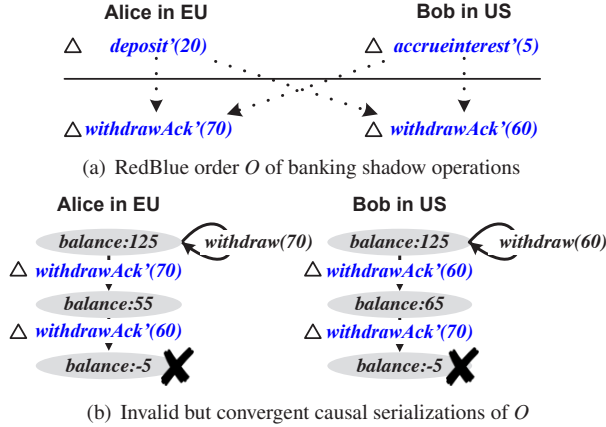 Alice in EU Bob in US
deposit'(20) accrueinterest'(5)
withdrawAck'(70) withdrawAck'(60)
(a) RedBlue order O of banking shadow operations
Alice in EU Bob in US
balance:125 withdraw(70) balance:125 withdraw(60)
withdrawAck'(70) withdrawAck'(60)
balance:55 balance:65
withdrawAck'(60) withdrawAck'(70)
balance:-5 balance:-5
(b) Invalid but convergent causal serializations of O